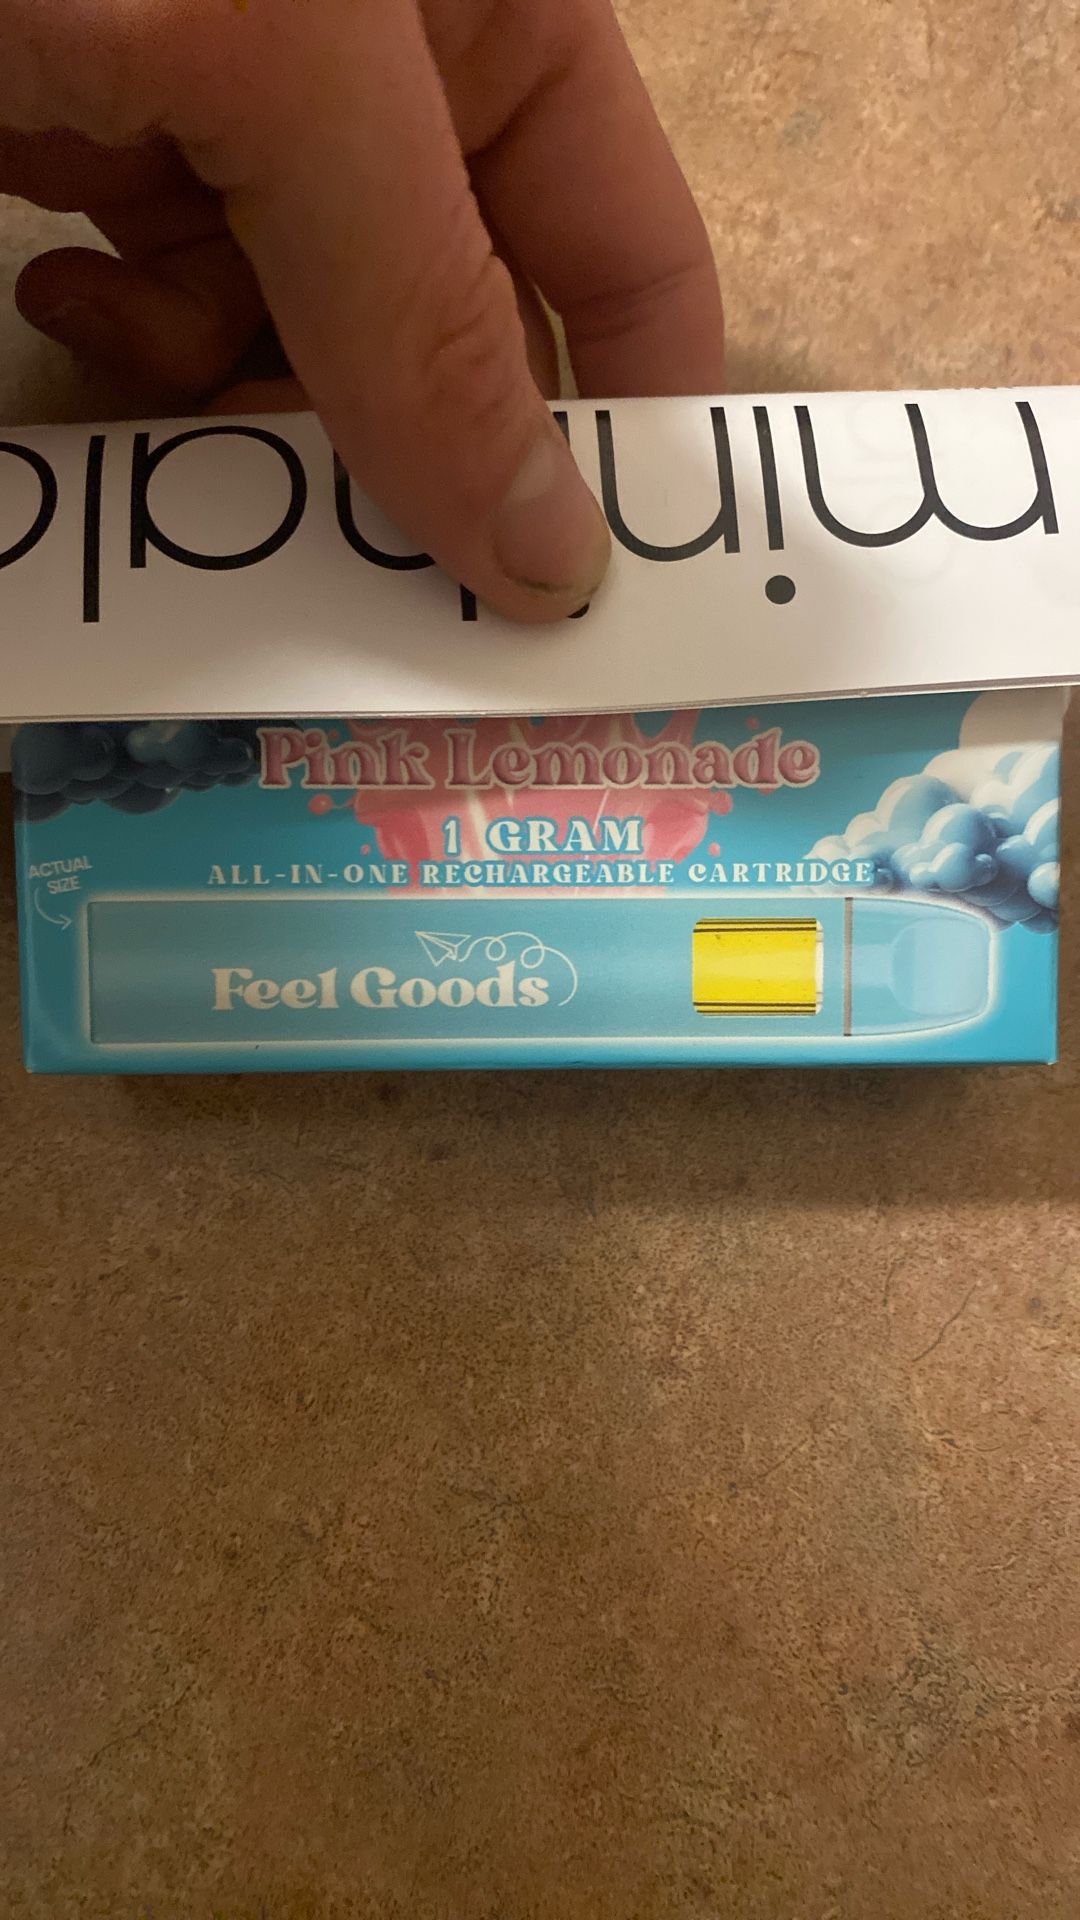 Pink Lemonade
1 GRAM
ALL-IN-ONE RECHARGEABLE CARTRIDGE
ACTUAL
SIZE
Feel Goods